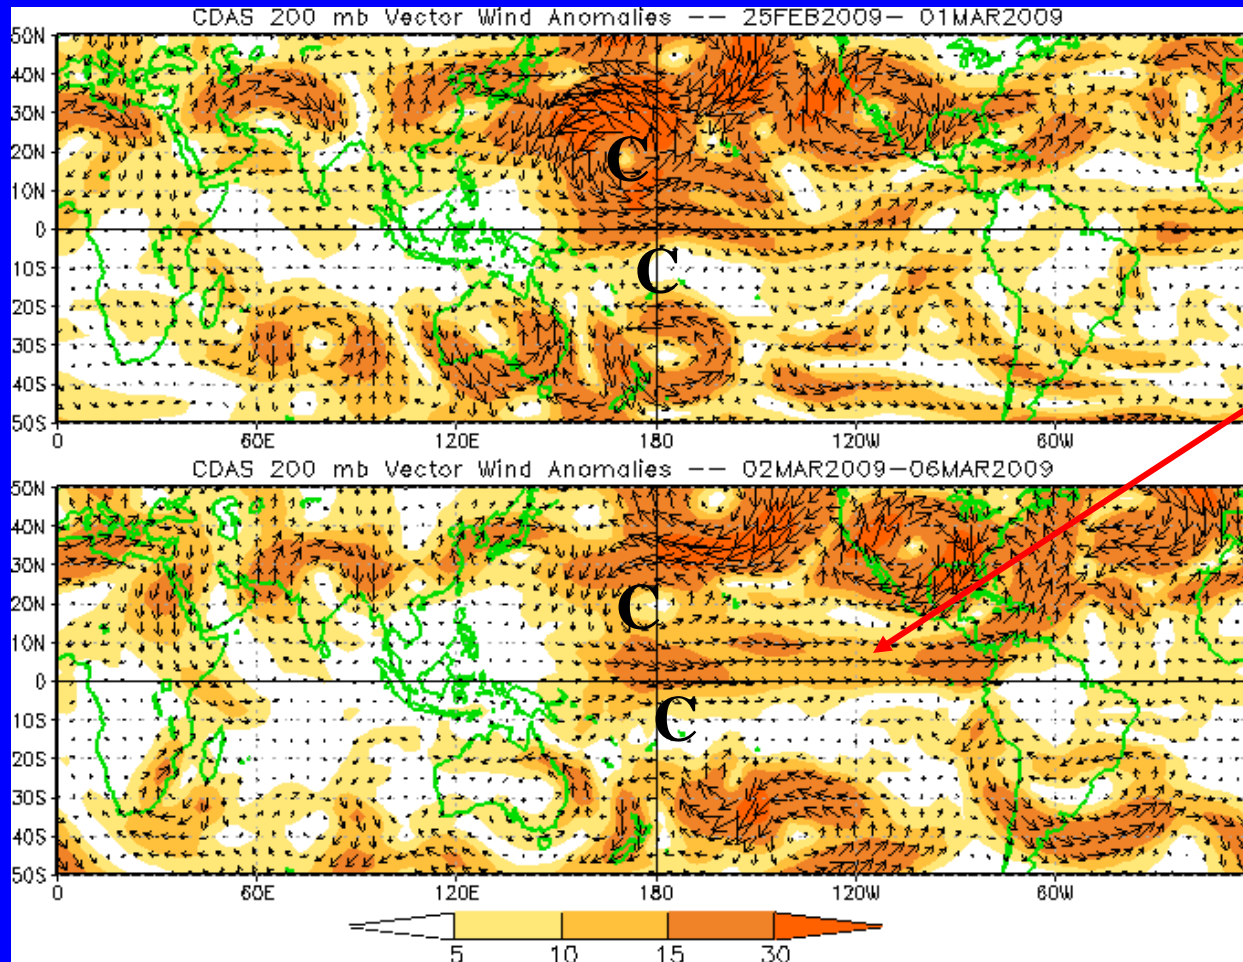 CDAS 200 mb Vector Wind Anomalies -- 25FEB2009- 01MAR2009
50N
40N
30N
20N
C
10N
0
C
10S
20S
30S
40S
50S
0 60E 120E 180 120W 60W
CDAS 200 mb Vector Wind Anomalies -- 02MAR2009-06MAR2009
50N
40N
30N
20N
C
10N
0
C
10S
20S
30S
40S
50S
0 60E 120E 180 120W 60W
5 10 15 30